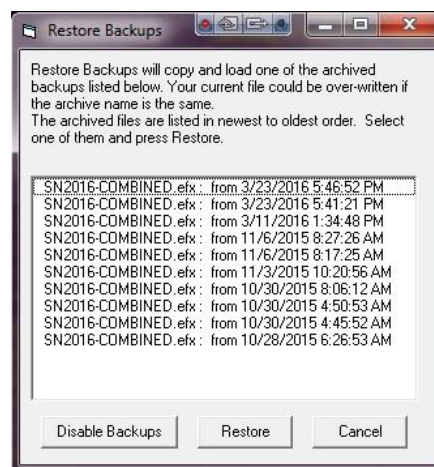 Restore Backups
Restore Backups will copy and load one of the archived
backups listed below. Your current file could be over-written if
the archive name is the same.
The archived files are listed in newest to oldest order. Select
one of them and press Restore.
SN2016-COMBINED.efx : from 3/23/2016 5:46:52 PM
SN2016-COMBINED.efx : from 3/23/2016 5:41:21 PM
SN2016-COMBINED.efx : from 3/11/2016 1:34:48 PM
SN2016-COMBINED.efx : from 11/6/2015 8:27:26 AM
SN2016-COMBINED.efx : from 11/6/2015 8:17:25 AM
SN2016-COMBINED.efx : from 11/3/2015 10:20:56 AM
SN2016-COMBINED.efx : from 10/30/2015 8:06:12 AM
SN2016-COMBINED.efx : from 10/30/2015 4:50:53 AM
SN2016-COMBINED.efx : from 10/30/2015 4:45:52 AM
SN2016-COMBINED.efx : from 10/28/2015 6:26:53 AM
Disable Backups Restore Cancel